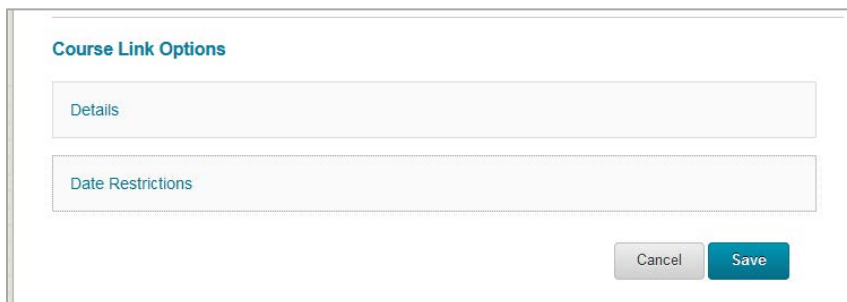 Course Link Options
Details
Date Restrictions
Cancel Save